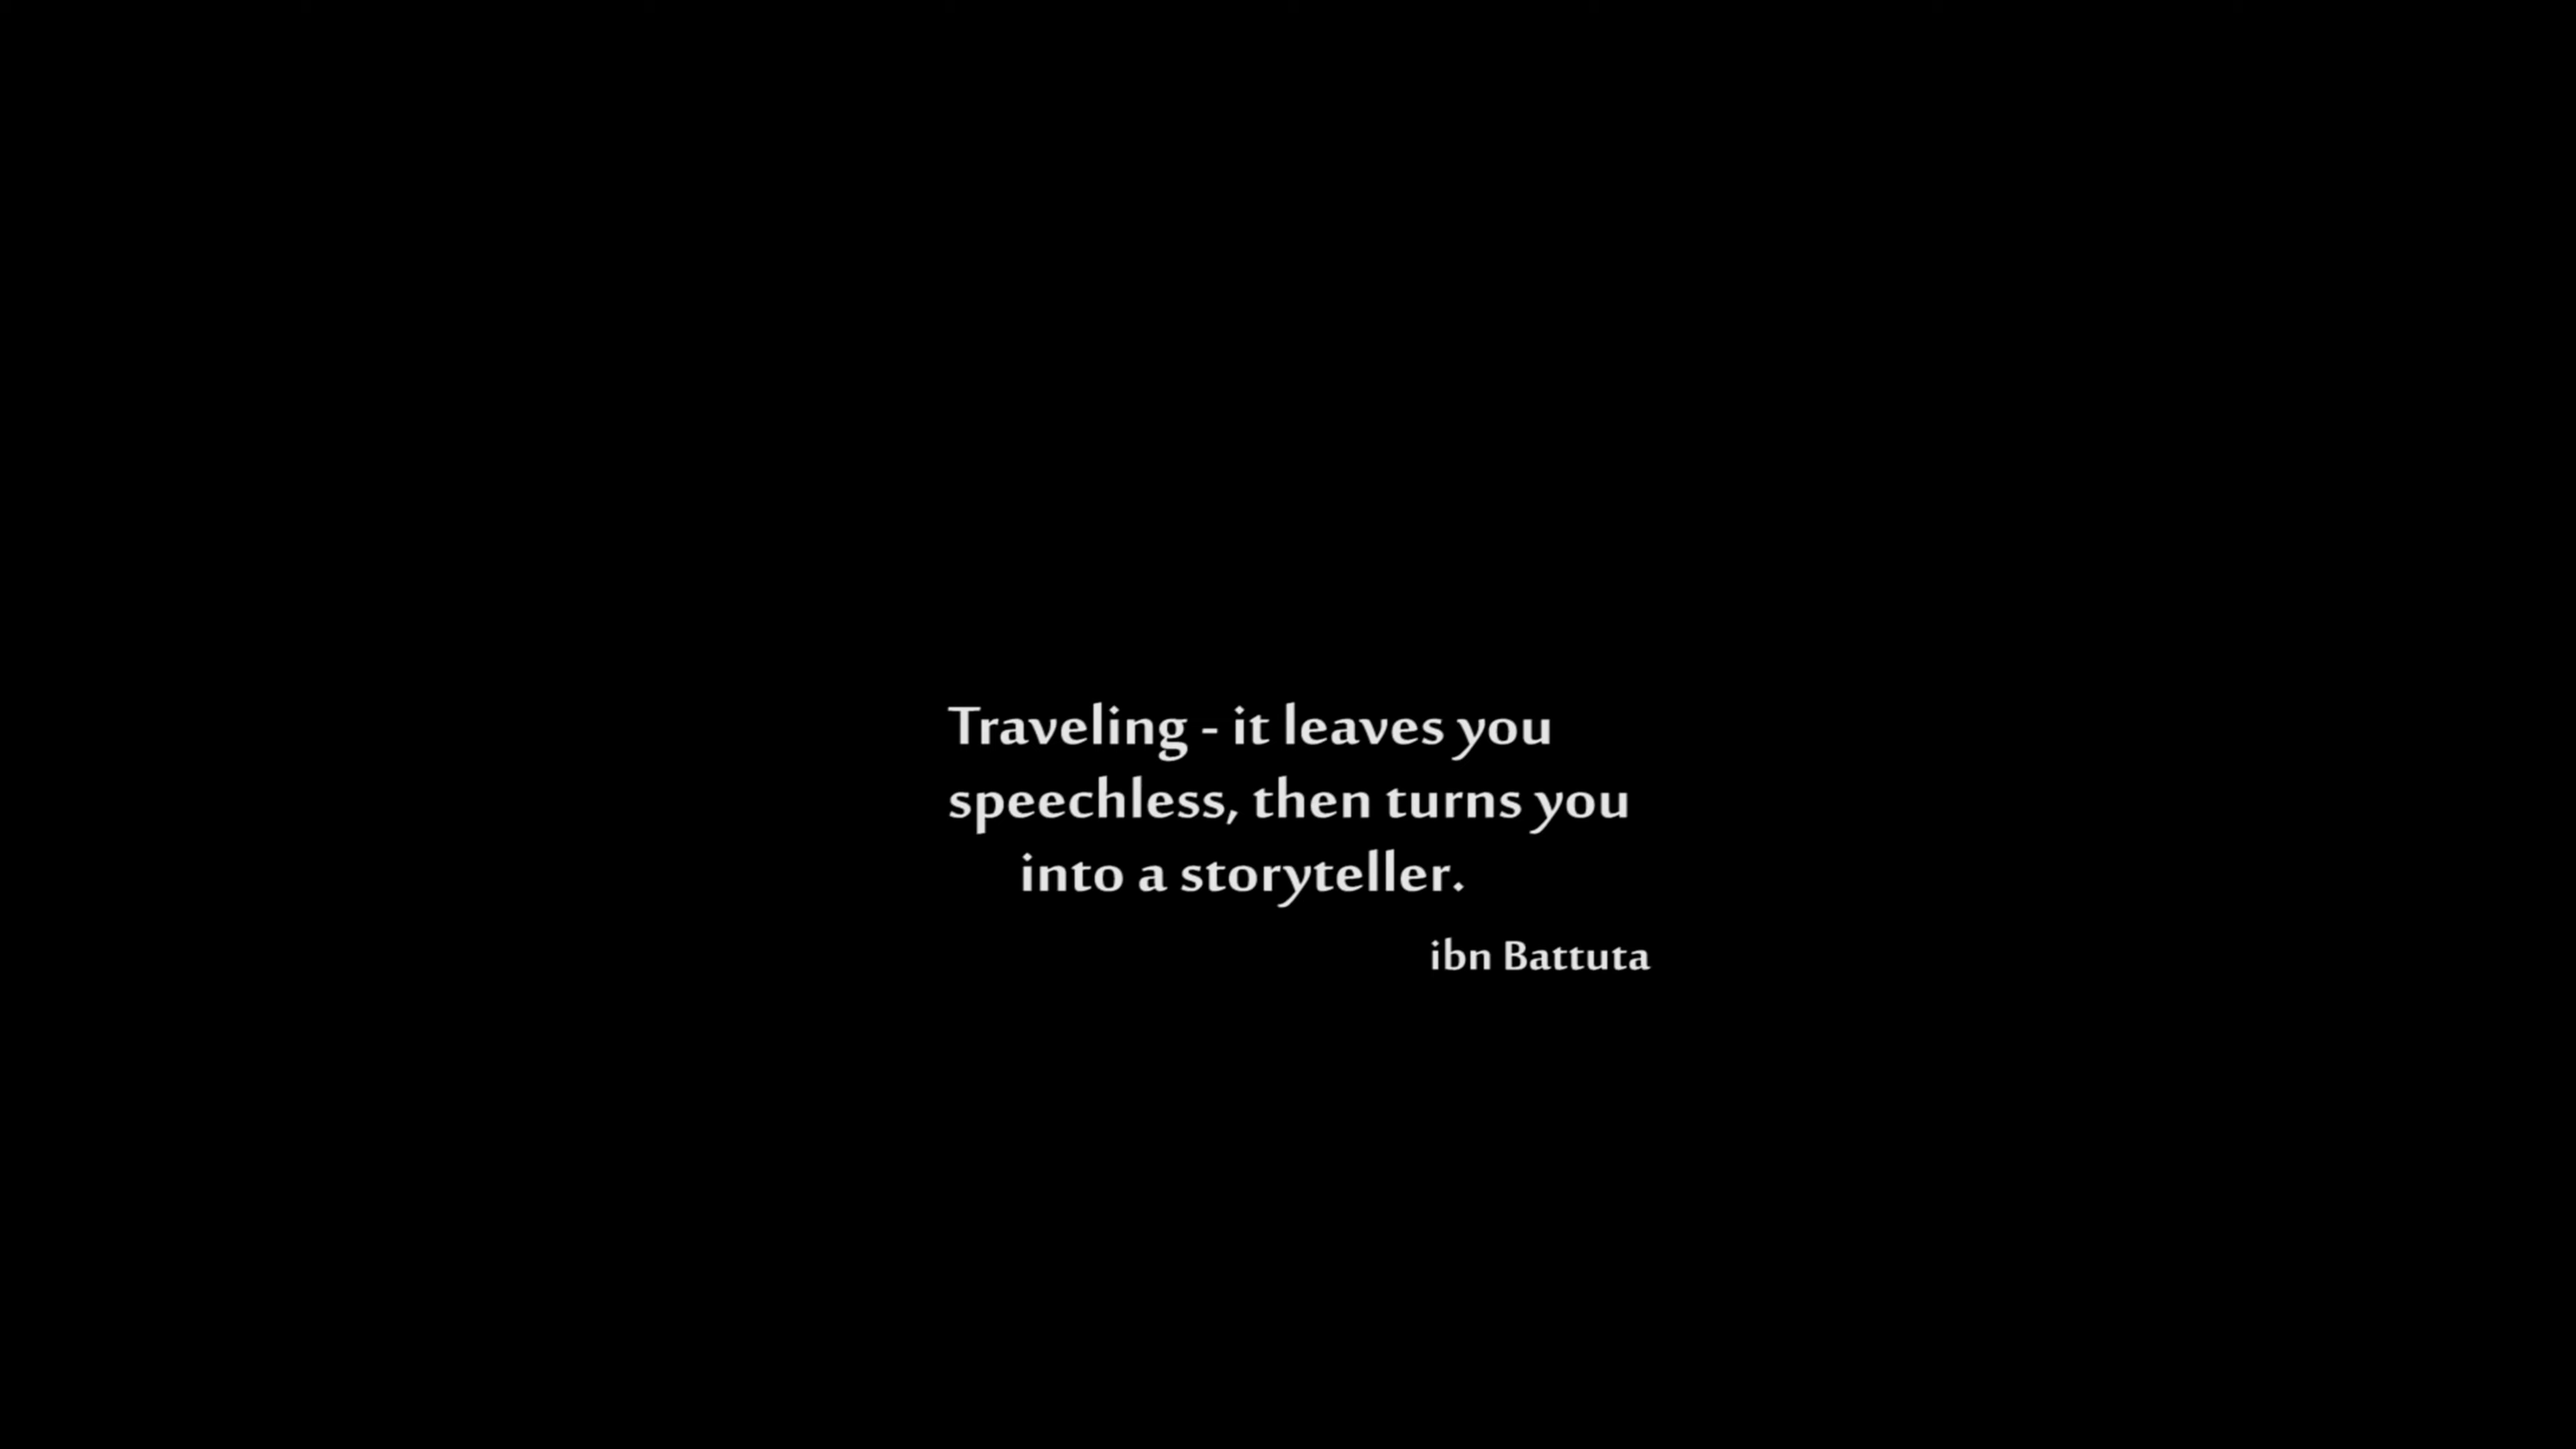 Traveling - it leaves you
speechless, then turns you
into a storyteller.
ibn Battuta